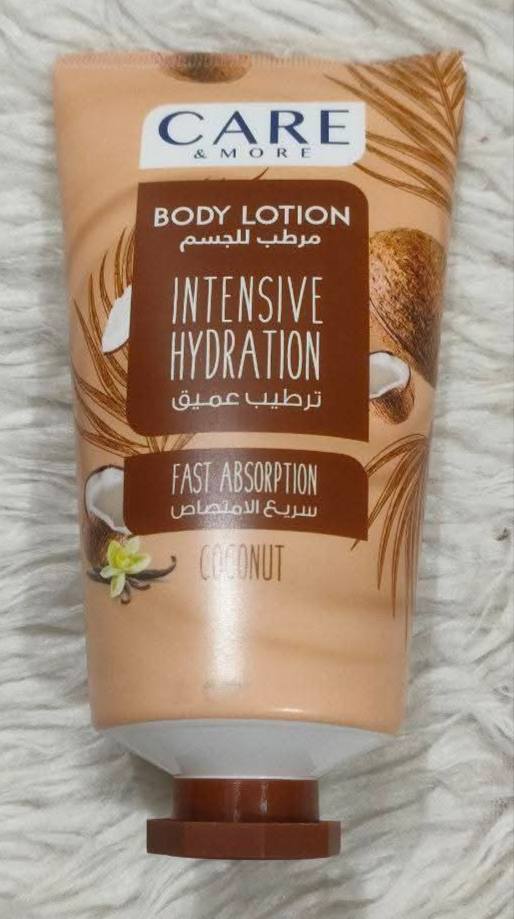 CARE
& MORE
BODY LOTION
مرطب للجسم
INTENSIVE
HYDRATION
ترطيب عميق
FAST ABSORPTION
سريع الامتصاص
COCONUT